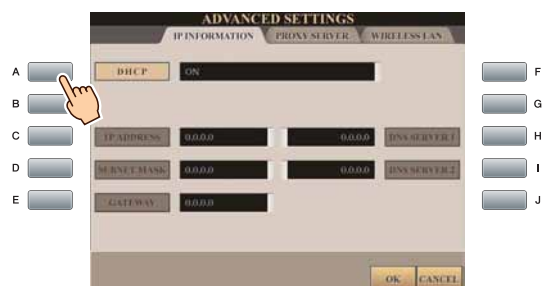 ADVANCED SETTINGS
IP INFORMATION PROXY SERVER WIRELESS LAN
A DHCP ON F
B G
C IP ADDRESS 0.0.0.0 0.0.0.0 DNS SERVER 1 H
D SUBNET MASK 0.0.0.0 0.0.0.0 DNS SERVER 2 I
E GATEWAY 0.0.0.0 J
OK CANCEL